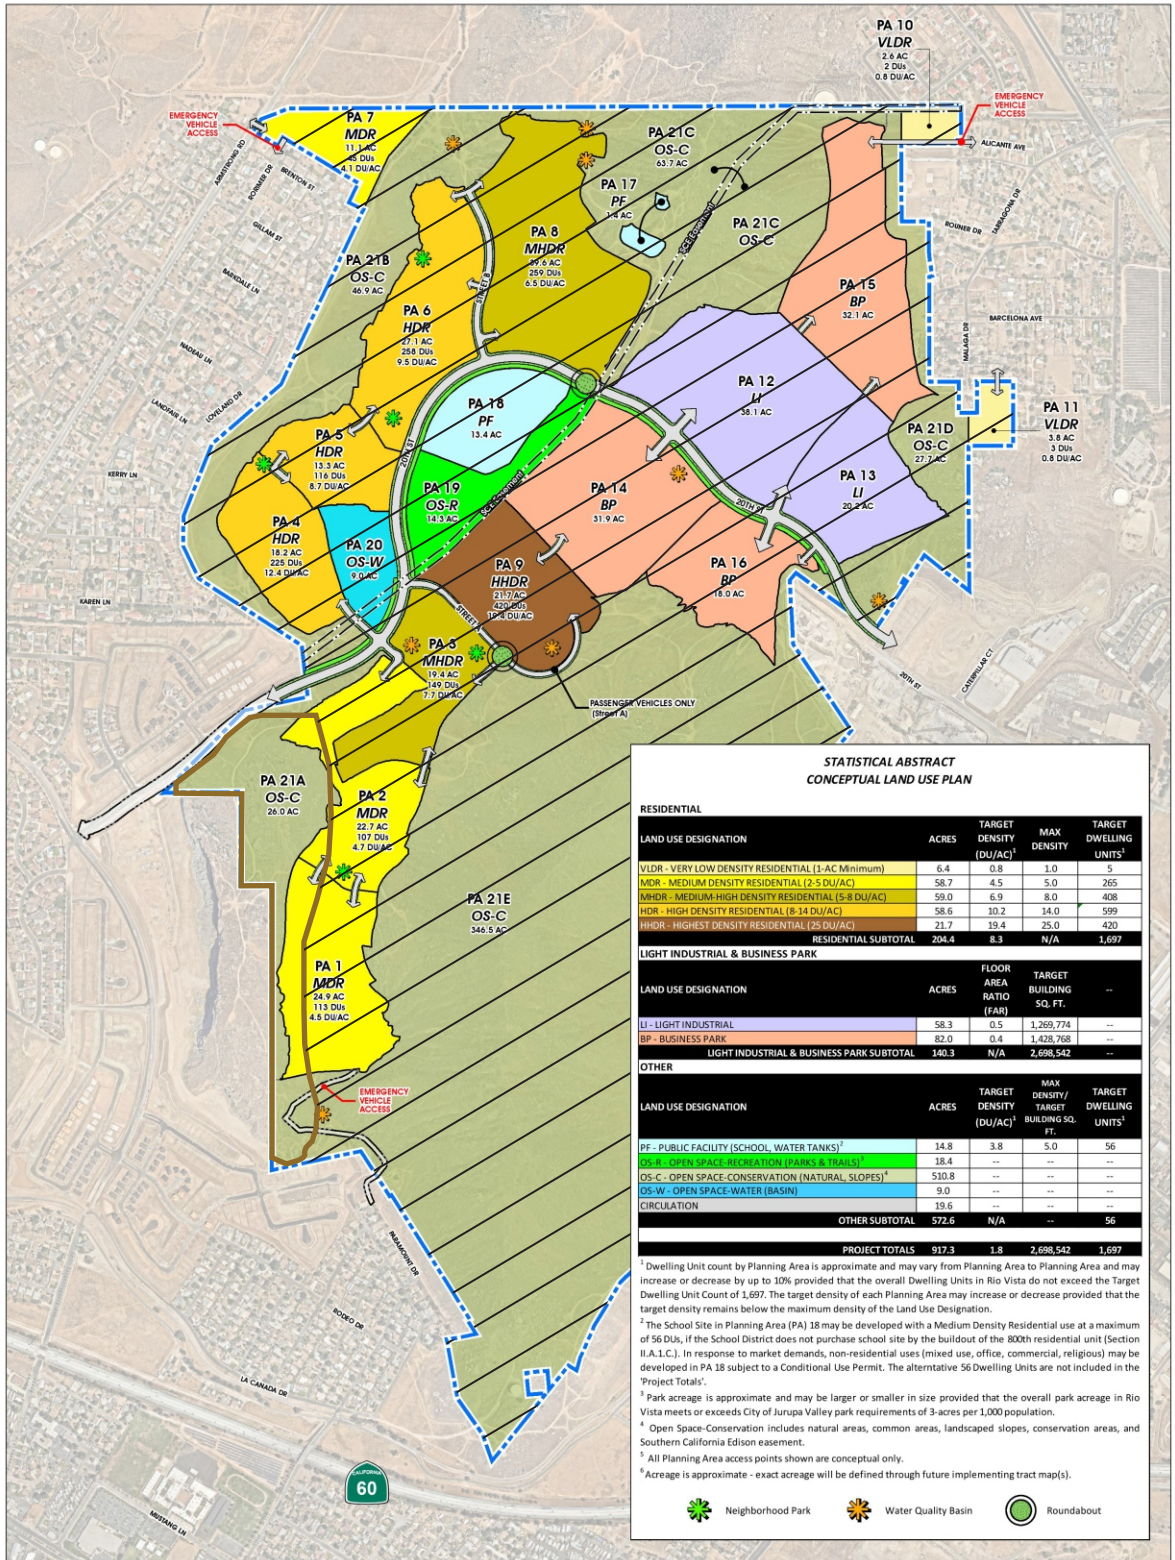 PA 10
VLDR
2.6 AC
2 DUs
0.8 DU/AC
EMERGENCY
VEHICLE
ACCESS
ALICANTE AVE
EMERGENCY
VEHICLE
ACCESS
PA 7
MDR
11.1 AC
45 DUs
4.1 DU/AC
ARMSTRONG RD
DORIMER DR
BRENTON ST
GILLAM ST
BARKDALE LN
NADEAU LN
LANDFAIR LN
LOVELAND DR
KERRY LN
KAREN LN
PA 21C
OS-C
63.7 AC
PA 17
PF
1.4 AC
PA 21C
OS-C
SCE Easement
TARRAGONA DR
ROUNER DR
BARCELONA AVE
MALAGA DR
PA 8
MHDR
39.6 AC
259 DUs
6.5 DU/AC
PA 21B
OS-C
46.9 AC
STREET B
PA 15
BP
32.1 AC
PA 6
HDR
27.1 AC
258 DUs
9.5 DU/AC
PA 12
LI
38.1 AC
PA 18
PF
13.4 AC
PA 11
VLDR
3.8 AC
3 DUs
0.8 DU/AC
PA 21D
OS-C
27.7 AC
PA 5
HDR
13.3 AC
116 DUs
8.7 DU/AC
20TH ST
PA 13
LI
20.2 AC
PA 19
OS-R
14.3 AC
SCE Easement
PA 14
BP
31.9 AC
20TH ST
PA 4
HDR
18.2 AC
225 DUs
12.4 DU/AC
PA 20
OS-W
9.0 AC
PA 9
HHDR
21.7 AC
420 DUs
19.4 DU/AC
PA 16
BP
18.0 AC
STREET A
PA 3
MHDR
19.4 AC
149 DUs
7.7 DU/AC
CATERPILLAR CT
20TH ST
PASSENGER VEHICLES ONLY
(Street A)
PA 21A
OS-C
26.0 AC
PA 2
MDR
22.7 AC
107 DUs
4.7 DU/AC
PA 21E
OS-C
346.5 AC
PA 1
MDR
24.9 AC
113 DUs
4.5 DU/AC
EMERGENCY
VEHICLE
ACCESS
PARAMOUNT DR
RODEO DR
LA CANADA DR
MUSTANG LN
CALIFORNIA
60
STATISTICAL ABSTRACT
CONCEPTUAL LAND USE PLAN
RESIDENTIAL
LAND USE DESIGNATION ACRES TARGET DENSITY (DU/AC)1 MAX DENSITY TARGET DWELLING UNITS1
VLDR - VERY LOW DENSITY RESIDENTIAL (1-AC Minimum) 6.4 0.8 1.0 5
MDR - MEDIUM DENSITY RESIDENTIAL (2-5 DU/AC) 58.7 4.5 5.0 265
MHDR - MEDIUM-HIGH DENSITY RESIDENTIAL (5-8 DU/AC) 59.0 6.9 8.0 408
HDR - HIGH DENSITY RESIDENTIAL (8-14 DU/AC) 58.6 10.2 14.0 599
HHDR - HIGHEST DENSITY RESIDENTIAL (25 DU/AC) 21.7 19.4 25.0 420
RESIDENTIAL SUBTOTAL 204.4 8.3 N/A 1,697
LIGHT INDUSTRIAL & BUSINESS PARK
LAND USE DESIGNATION ACRES FLOOR AREA RATIO (FAR) TARGET BUILDING SQ. FT. --
LI - LIGHT INDUSTRIAL 58.3 0.5 1,269,774 --
BP - BUSINESS PARK 82.0 0.4 1,428,768 --
LIGHT INDUSTRIAL & BUSINESS PARK SUBTOTAL 140.3 N/A 2,698,542 --
OTHER
LAND USE DESIGNATION ACRES TARGET DENSITY (DU/AC)1 MAX DENSITY/ TARGET BUILDING SQ. FT. TARGET DWELLING UNITS1
PF - PUBLIC FACILITY (SCHOOL, WATER TANKS)2 14.8 3.8 5.0 56
OS-R - OPEN SPACE-RECREATION (PARKS & TRAILS)3 18.4 -- -- --
OS-C - OPEN SPACE-CONSERVATION (NATURAL, SLOPES)4 510.8 -- -- --
OS-W - OPEN SPACE-WATER (BASIN) 9.0 -- -- --
CIRCULATION 19.6 -- -- --
OTHER SUBTOTAL 572.6 N/A -- 56
PROJECT TOTALS 917.3 1.8 2,698,542 1,697
1 Dwelling Unit count by Planning Area is approximate and may vary from Planning Area to Planning Area and may
increase or decrease by up to 10% provided that the overall Dwelling Units in Rio Vista do not exceed the Target
Dwelling Unit Count of 1,697. The target density of each Planning Area may increase or decrease provided that the
target density remains below the maximum density of the Land Use Designation.
2 The School Site in Planning Area (PA) 18 may be developed with a Medium Density Residential use at a maximum
of 56 DUs, if the School District does not purchase school site by the buildout of the 800th residential unit (Section
II.A.1.C.). In response to market demands, non-residential uses (mixed use, office, commercial, religious) may be
developed in PA 18 subject to a Conditional Use Permit. The alterntative 56 Dwelling Units are not included in the
'Project Totals'.
3 Park acreage is approximate and may be larger or smaller in size provided that the overall park acreage in Rio
Vista meets or exceeds City of Jurupa Valley park requirements of 3-acres per 1,000 population.
4 Open Space-Conservation includes natural areas, common areas, landscaped slopes, conservation areas, and
Southern California Edison easement.
5 All Planning Area access points shown are conceptual only.
6 Acreage is approximate - exact acreage will be defined through future implementing tract map(s).
Neighborhood Park
Water Quality Basin
Roundabout